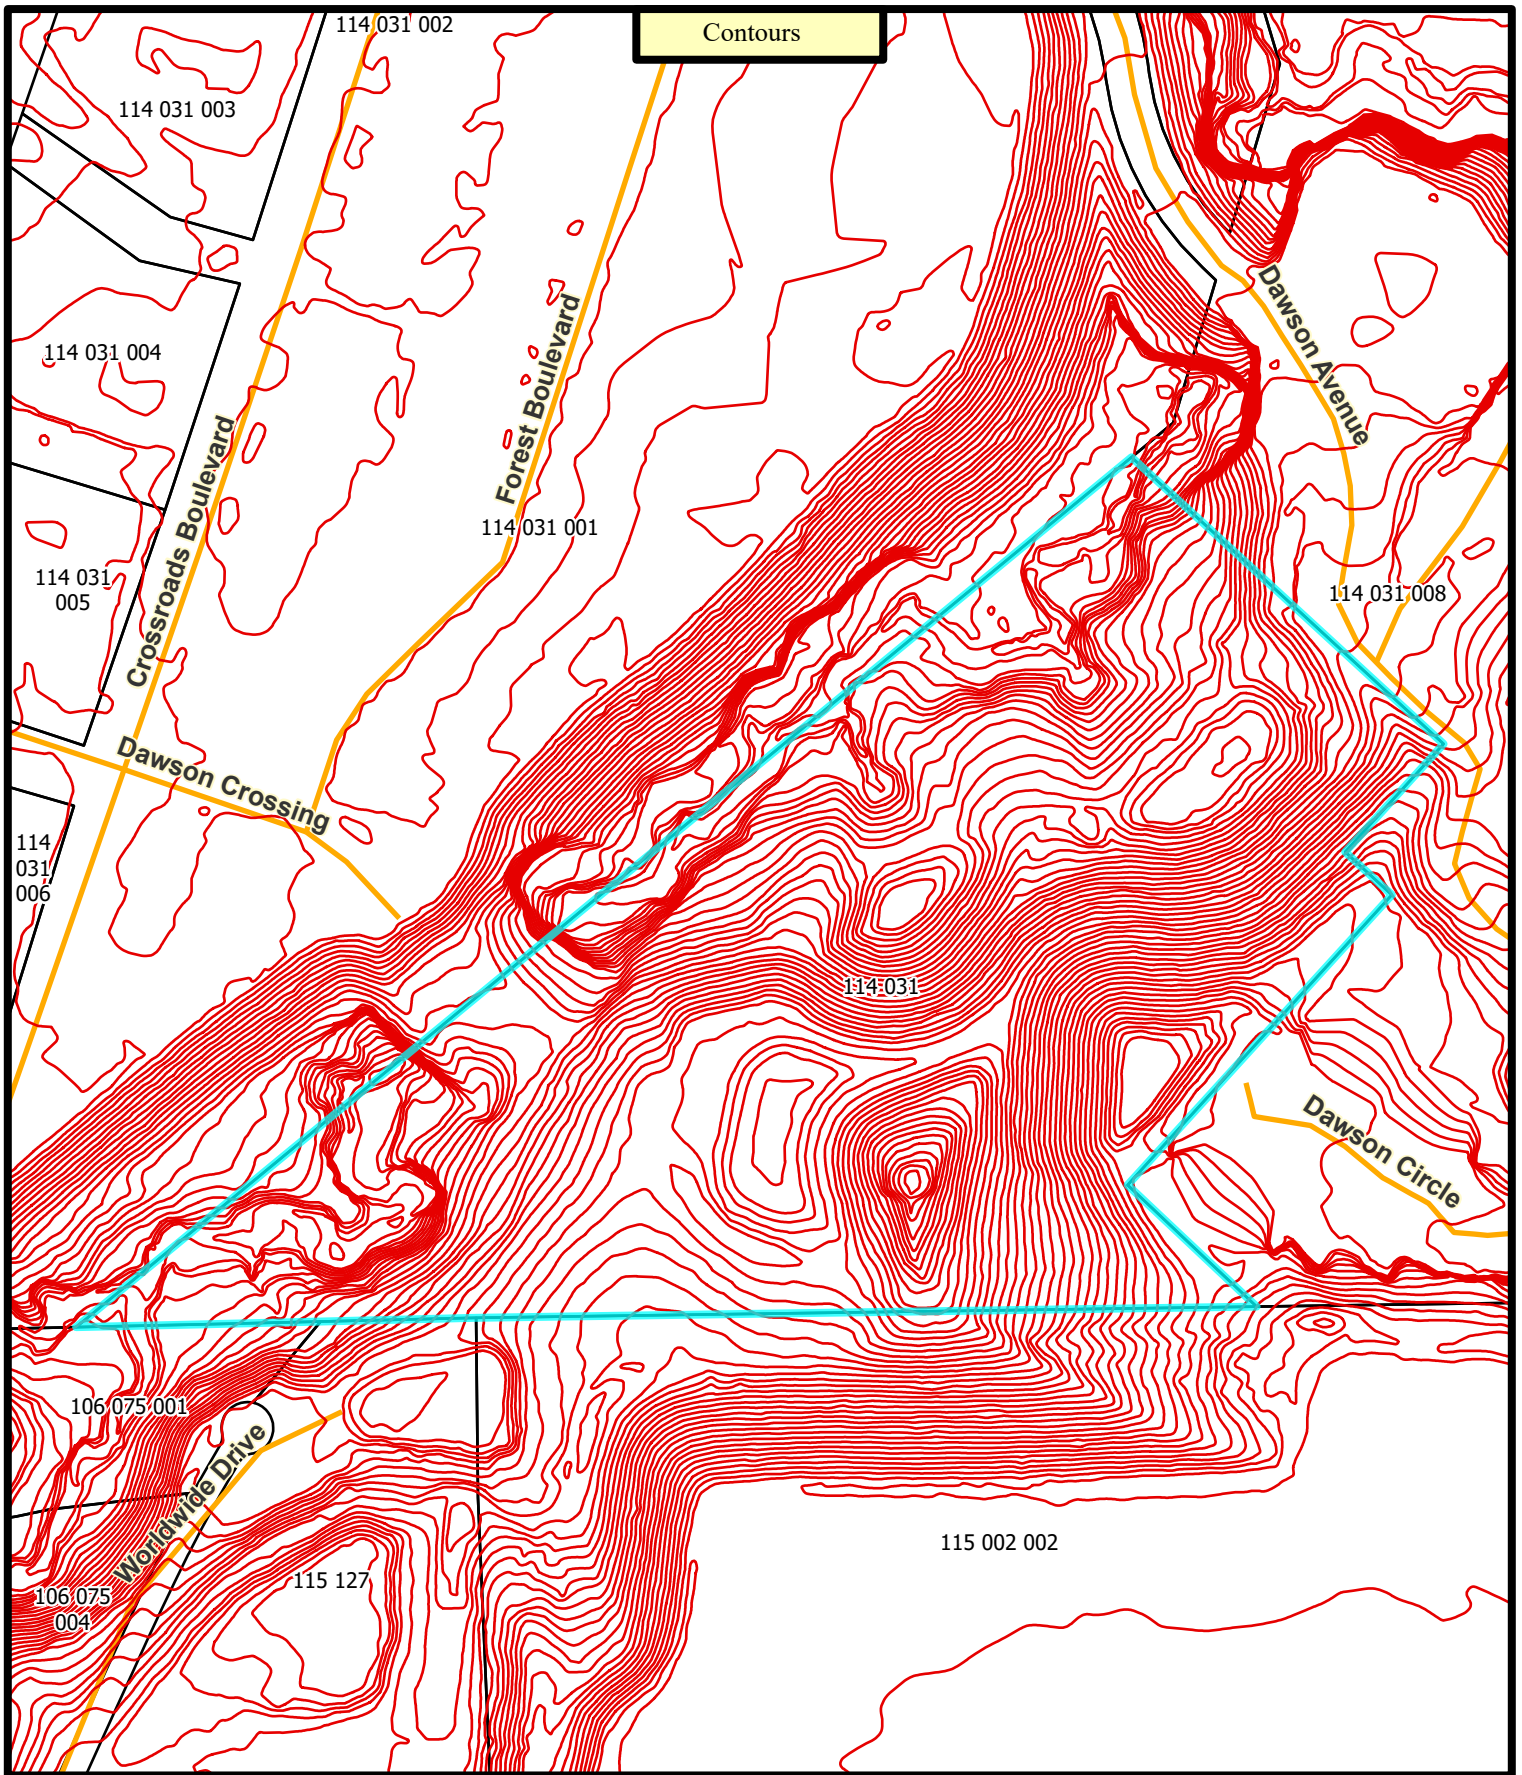 Contours
114 031 002
114 031 003
114 031 004
Dawson Avenue
Forest Boulevard
Crossroads Boulevard
114 031 001
114 031
005
114 031 008
Dawson Crossing
114
031
006
114 031
Dawson Circle
106 075 001
Worldwide Drive
115 002 002
115 127
106 075
004